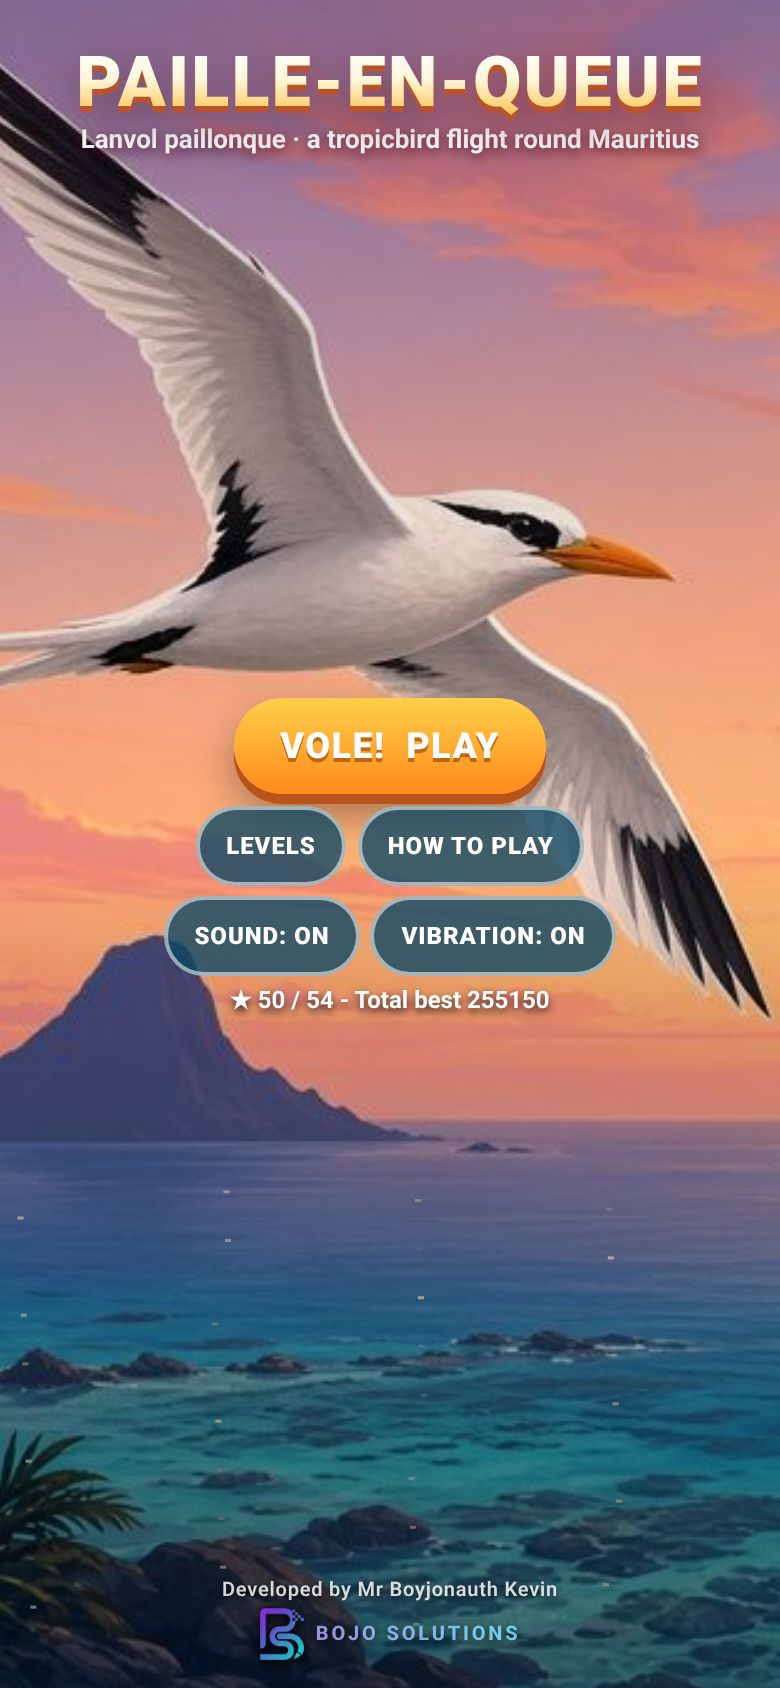 PAILLE-EN-QUEUE
Lanvol paillonque · a tropicbird flight round Mauritius
VOLE! PLAY
LEVELS
HOW TO PLAY
SOUND: ON
VIBRATION: ON
★ 50 / 54 - Total best 255150
Developed by Mr Boyjonauth Kevin
BOJO SOLUTIONS